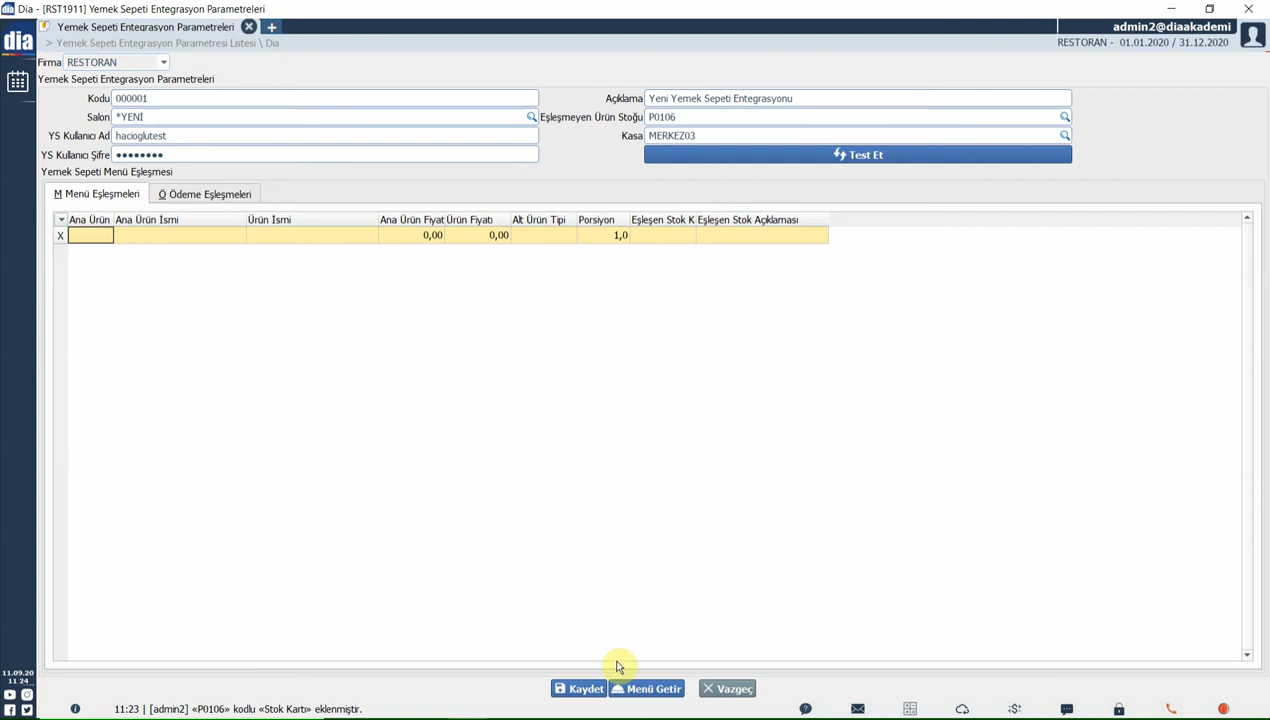 Dia - [RST1911] Yemek Sepeti Entegrasyon Parametreleri
dia
Yemek Sepeti Entegrasyon Parametreleri
admin2@diaakademi
> Yemek Sepeti Entegrasyon Parametresi Listesi \ Dia
RESTORAN - 01.01.2020 / 31.12.2020
Firma RESTORAN
Yemek Sepeti Entegrasyon Parametreleri
Kodu 000001 Açıklama Yeni Yemek Sepeti Entegrasyonu
Salon *YENİ Eşleşmeyen Ürün Stoğu P0106
YS Kullanıcı Ad hacioglutest Kasa MERKEZ03
YS Kullanıcı Şifre •••••••• Test Et
Yemek Sepeti Menü Eşleşmesi
M Menü Eşleşmeleri Ö Ödeme Eşleşmeleri
Ana Ürün Ana Ürün İsmi Ürün İsmi Ana Ürün Fiyat Ürün Fiyatı Alt Ürün Tipi Porsiyon Eşleşen Stok K Eşleşen Stok Açıklaması
X 0,00 0,00 1,0
Kaydet Menü Getir Vazgeç
11.09.20
11 24
11:23 | [admin2] «P0106» kodlu «Stok Kartı» eklenmiştir.